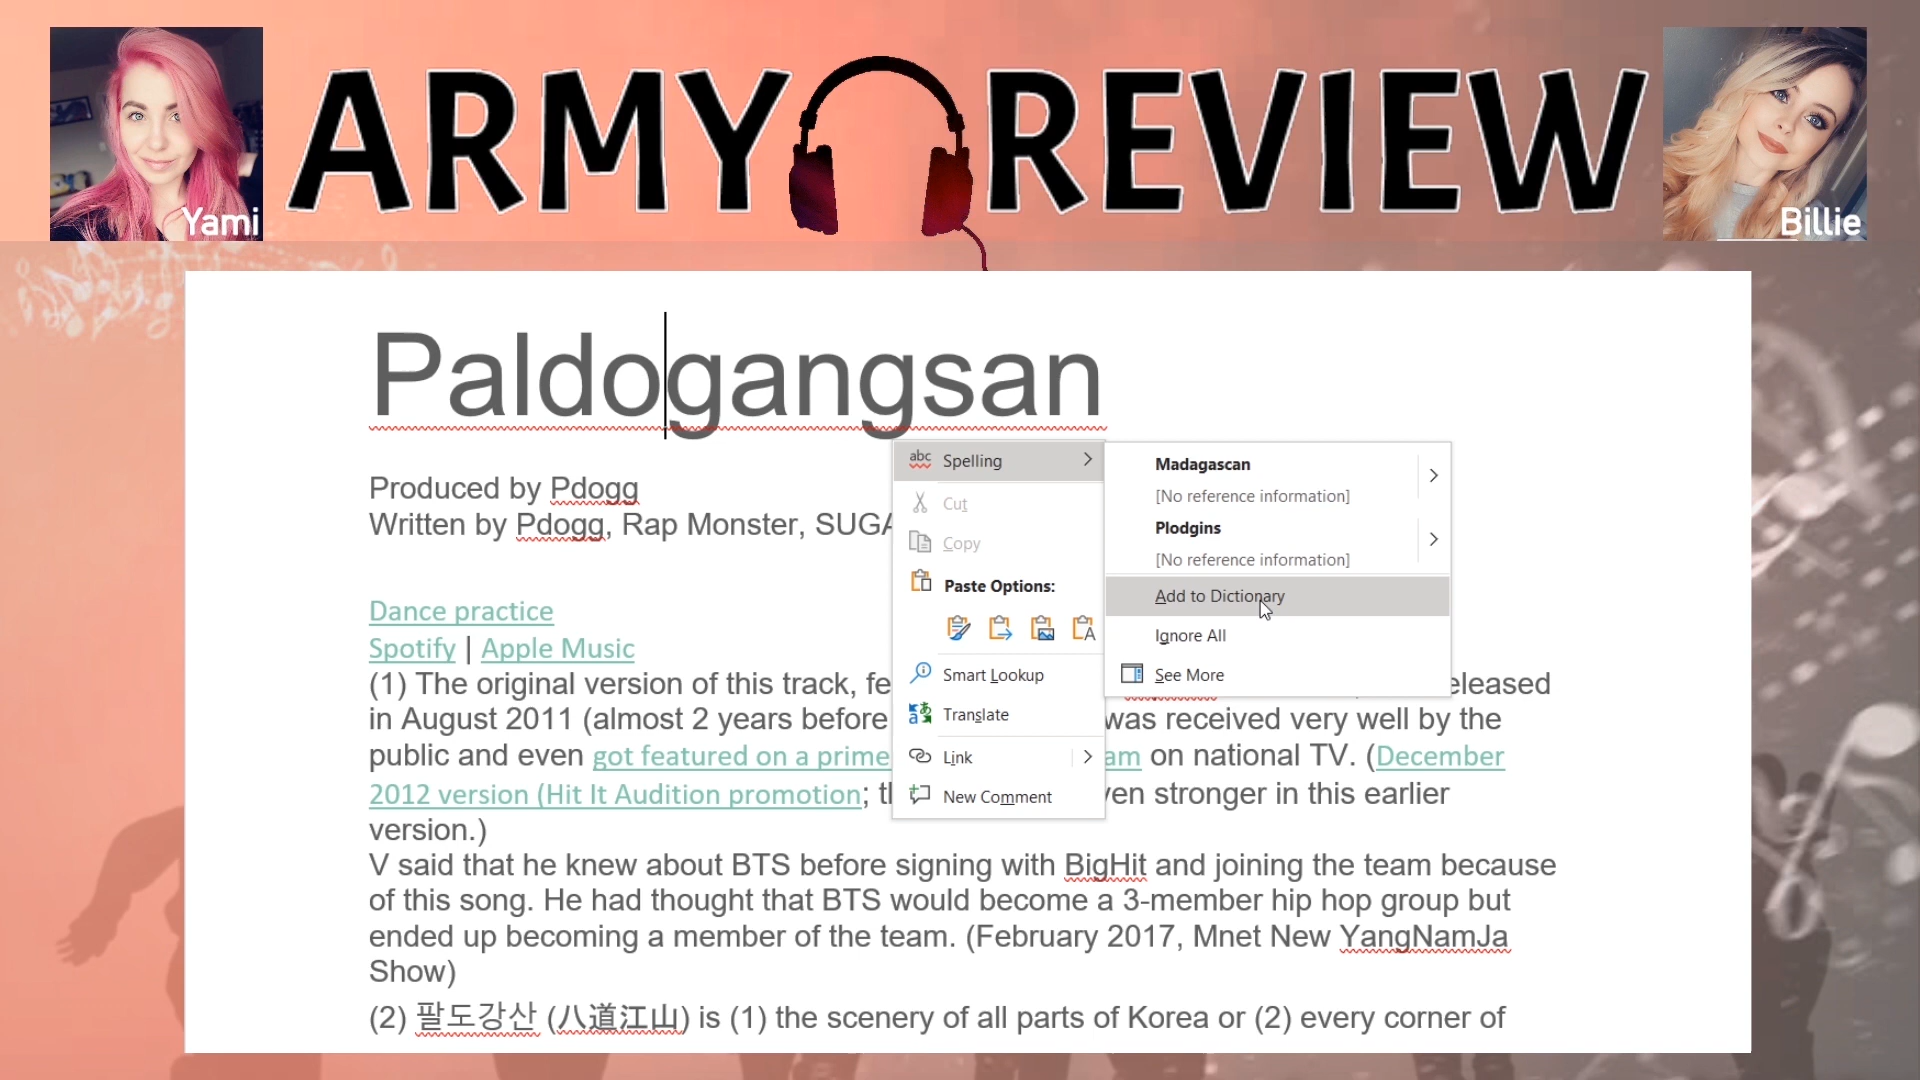 ARMY REVIEW
Yami
Billie
Paldogangsan
Produced by Pdogg
Written by Pdogg, Rap Monster, SUGA
Dance practice
Spotify | Apple Music
(1) The original version of this track, fe eleased
in August 2011 (almost 2 years before was received very well by the
public and even got featured on a prime am on national TV. (December
2012 version (Hit It Audition promotion; th ven stronger in this earlier
version.)
V said that he knew about BTS before signing with BigHit and joining the team because
of this song. He had thought that BTS would become a 3-member hip hop group but
ended up becoming a member of the team. (February 2017, Mnet New YangNamJa
Show)
(2) 팔도강산 (八道江山) is (1) the scenery of all parts of Korea or (2) every corner of
abc Spelling
Cut
Copy
Paste Options:
Smart Lookup
Translate
Link
New Comment
Madagascan
[No reference information]
Plodgins
[No reference information]
Add to Dictionary
Ignore All
See More